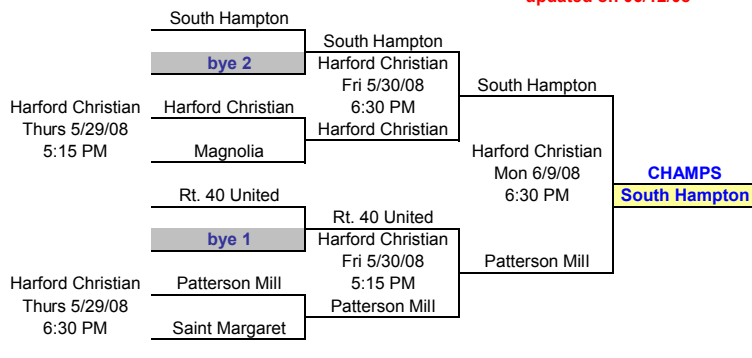 South Hampton
South Hampton
bye 2
Harford Christian
Fri 5/30/08
South Hampton
Harford Christian
Harford Christian
6:30 PM
Thurs 5/29/08
Harford Christian
5:15 PM
Magnolia
Harford Christian
Mon 6/9/08
CHAMPS
Rt. 40 United
6:30 PM
South Hampton
Rt. 40 United
bye 1
Harford Christian
Fri 5/30/08
Patterson Mill
Harford Christian
Patterson Mill
5:15 PM
Thurs 5/29/08
Patterson Mill
6:30 PM
Saint Margaret